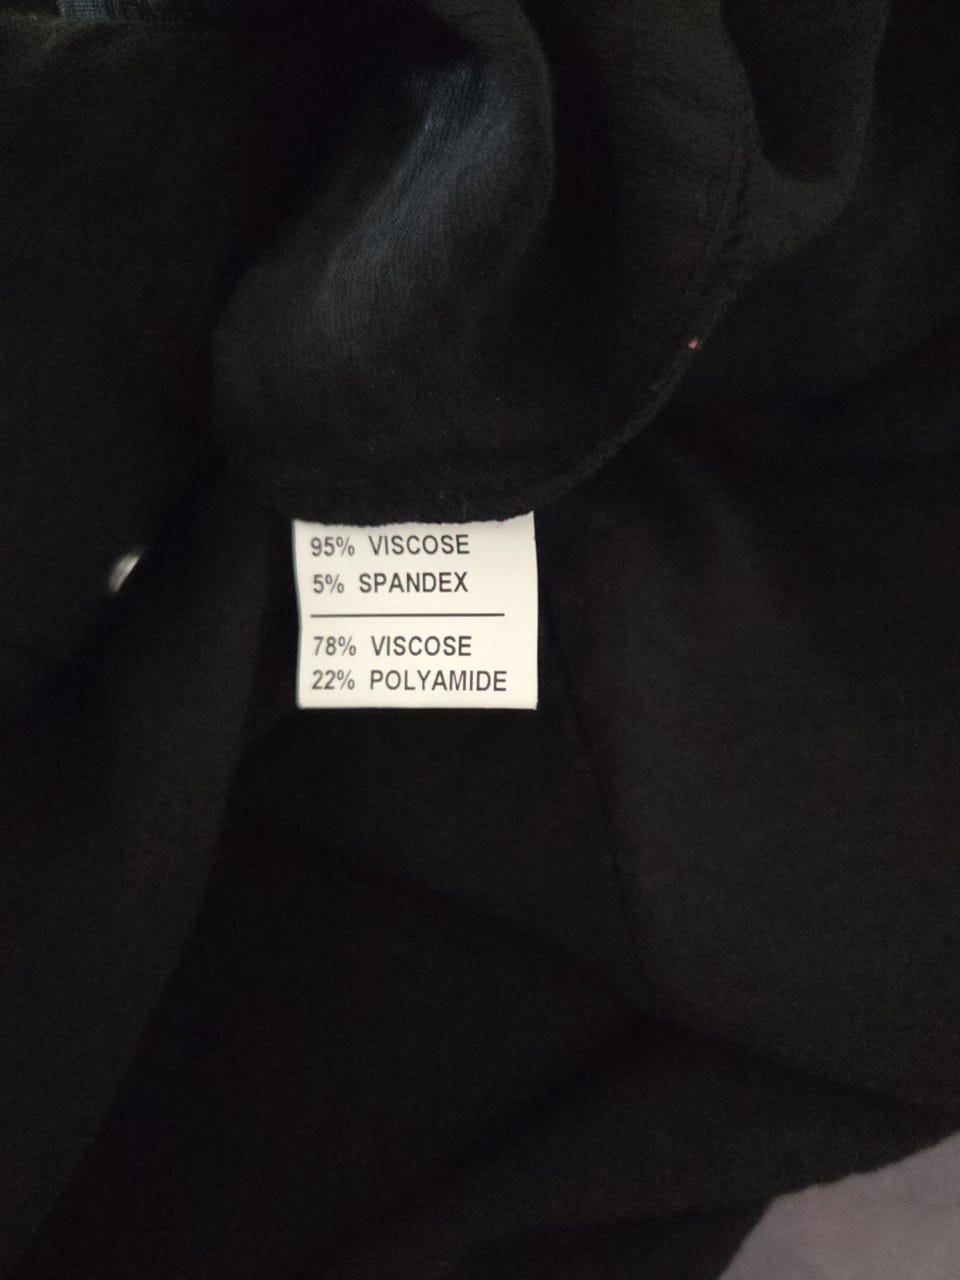 95% VISCOSE
5% SPANDEX
78% VISCOSE
22% POLYAMIDE